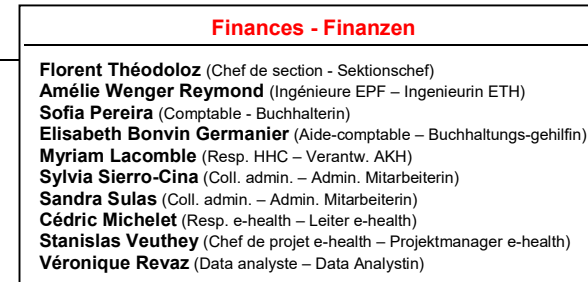 Finances - Finanzen
Florent Théodoloz (Chef de section - Sektionschef)
Amélie Wenger Reymond (Ingénieure EPF – Ingenieurin ETH)
Sofia Pereira (Comptable - Buchhalterin)
Elisabeth Bonvin Germanier (Aide-comptable – Buchhaltungs-gehilfin)
Myriam Lacomble (Resp. HHC – Verantw. AKH)
Sylvia Sierro-Cina (Coll. admin. – Admin. Mitarbeiterin)
Sandra Sulas (Coll. admin. – Admin. Mitarbeiterin)
Cédric Michelet (Resp. e-health – Leiter e-health)
Stanislas Veuthey (Chef de projet e-health – Projektmanager e-health)
Véronique Revaz (Data analyste – Data Analystin)